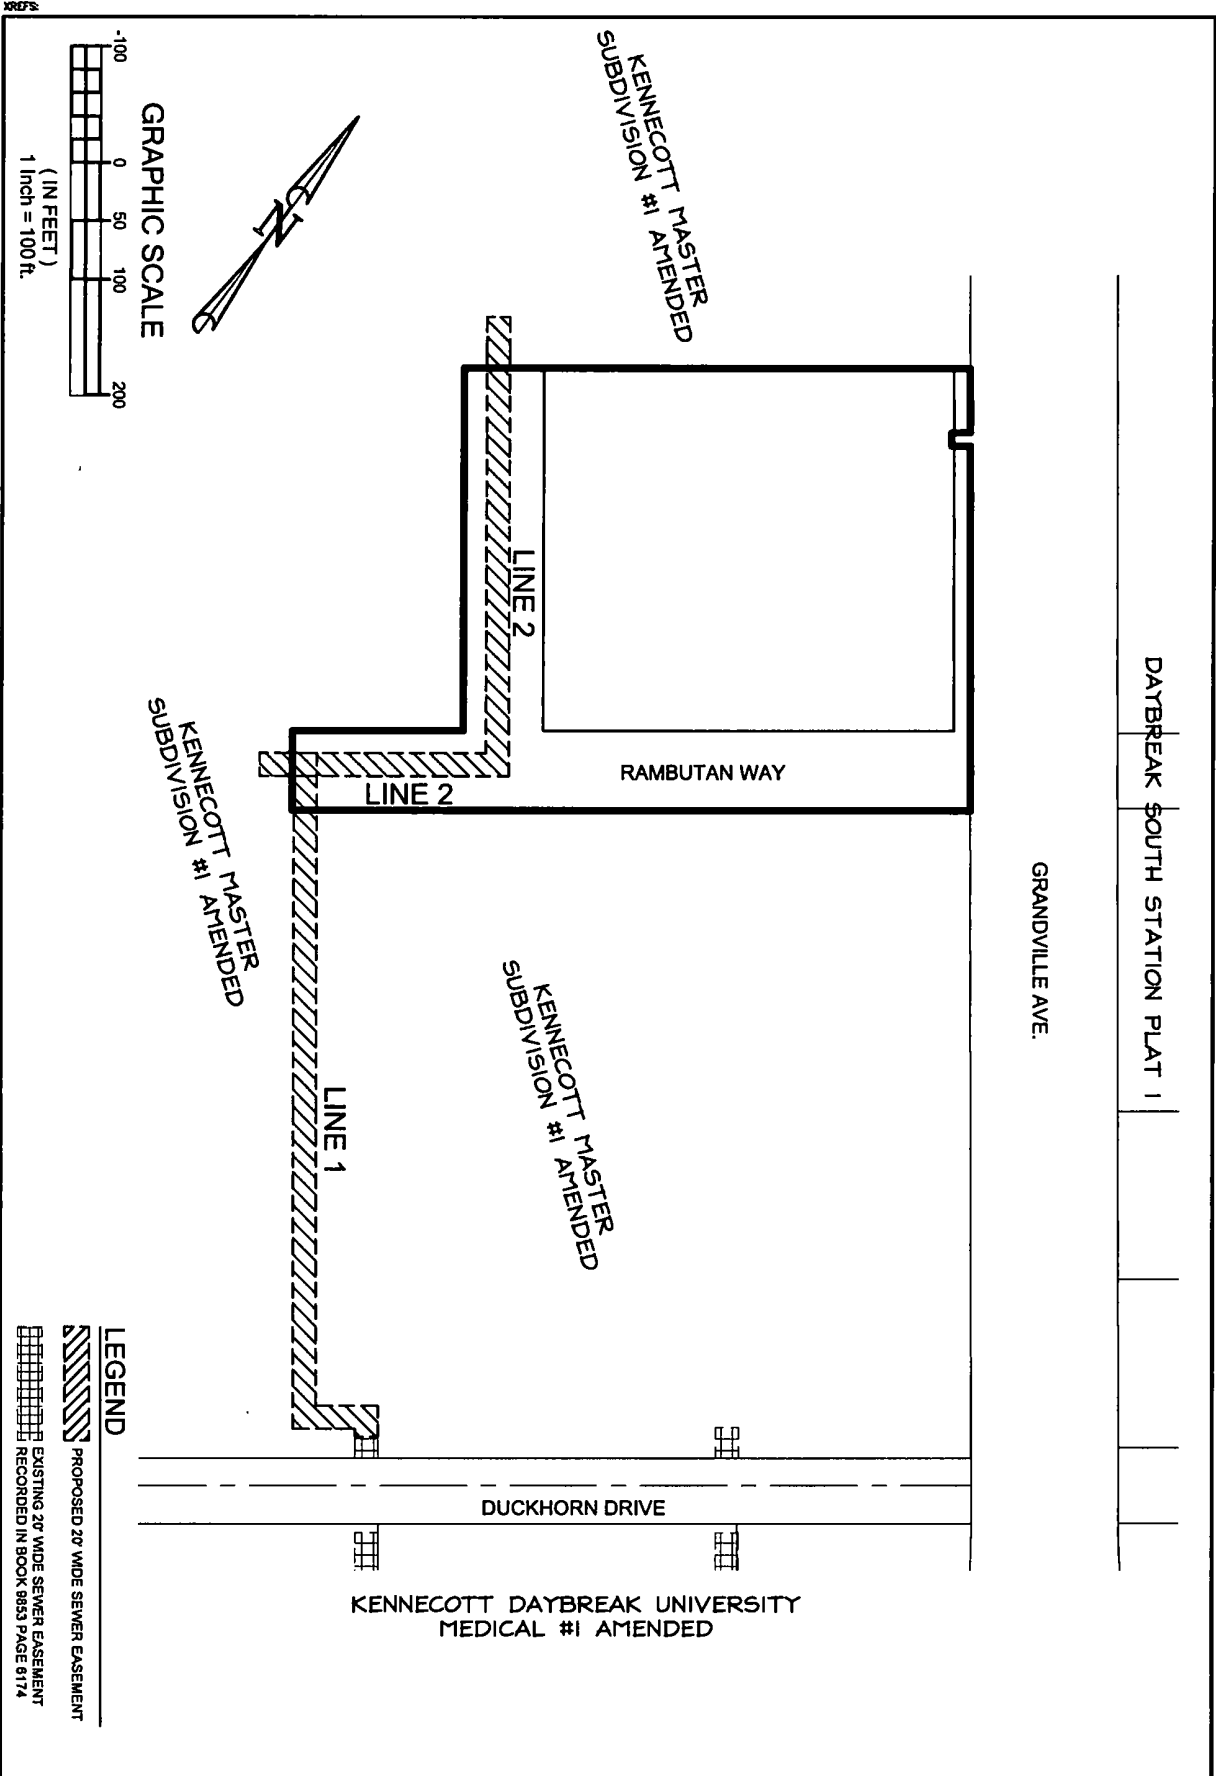 XREFS:
-100
0
50
100
200
GRAPHIC SCALE
( IN FEET )
1 Inch = 100 ft.
N
KENNECOTT MASTER
SUBDIVISION #1 AMENDED
LINE 2
RAMBUTAN WAY
LINE 2
DAYBREAK SOUTH STATION PLAT 1
GRANDVILLE AVE.
KENNECOTT MASTER
SUBDIVISION #1 AMENDED
KENNECOTT MASTER
SUBDIVISION #1 AMENDED
LINE 1
DUCKHORN DRIVE
KENNECOTT DAYBREAK UNIVERSITY
MEDICAL #1 AMENDED
LEGEND
PROPOSED 20' WIDE SEWER EASEMENT
EXISTING 20' WIDE SEWER EASEMENT
RECORDED IN BOOK 9853 PAGE 6174